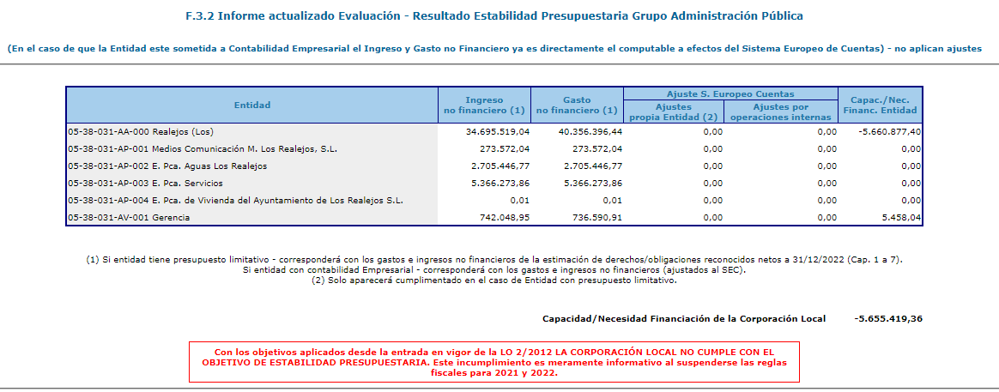 F.3.2 Informe actualizado Evaluación - Resultado Estabilidad Presupuestaria Grupo Administración Pública
(En el caso de que la Entidad este sometida a Contabilidad Empresarial el Ingreso y Gasto no Financiero ya es directamente el computable a efectos del Sistema Europeo de Cuentas) - no aplican ajustes
Entidad
Ingreso
no financiero (1)
Gasto
no financiero (1)
Ajuste S. Europeo Cuentas
Ajustes
propia Entidad (2)
Ajustes por
operaciones internas
Capac./Nec.
Financ. Entidad
05-38-031-AA-000 Realejos (Los) 34.695.519,04 40.356.396,44 0,00 0,00 -5.660.877,40
05-38-031-AP-001 Medios Comunicación M. Los Realejos, S.L. 273.572,04 273.572,04 0,00 0,00 0,00
05-38-031-AP-002 E. Pca. Aguas Los Realejos 2.705.446,77 2.705.446,77 0,00 0,00 0,00
05-38-031-AP-003 E. Pca. Servicios 5.366.273,86 5.366.273,86 0,00 0,00 0,00
05-38-031-AP-004 E. Pca. de Vivienda del Ayuntamiento de Los Realejos S.L. 0,01 0,01 0,00 0,00 0,00
05-38-031-AV-001 Gerencia 742.048,95 736.590,91 0,00 0,00 5.458,04
(1) Si entidad tiene presupuesto limitativo - corresponderá con los gastos e ingresos no financieros de la estimación de derechos/obligaciones reconocidos netos a 31/12/2022 (Cap. 1 a 7).
Si entidad con contabilidad Empresarial - corresponderá con los gastos e ingresos no financieros (ajustados al SEC).
(2) Solo aparecerá cumplimentado en el caso de Entidad con presupuesto limitativo.
Capacidad/Necesidad Financiación de la Corporación Local -5.655.419,36
Con los objetivos aplicados desde la entrada en vigor de la LO 2/2012 LA CORPORACIÓN LOCAL NO CUMPLE CON EL
OBJETIVO DE ESTABILIDAD PRESUPUESTARIA. Este incumplimiento es meramente informativo al suspenderse las reglas
fiscales para 2021 y 2022.